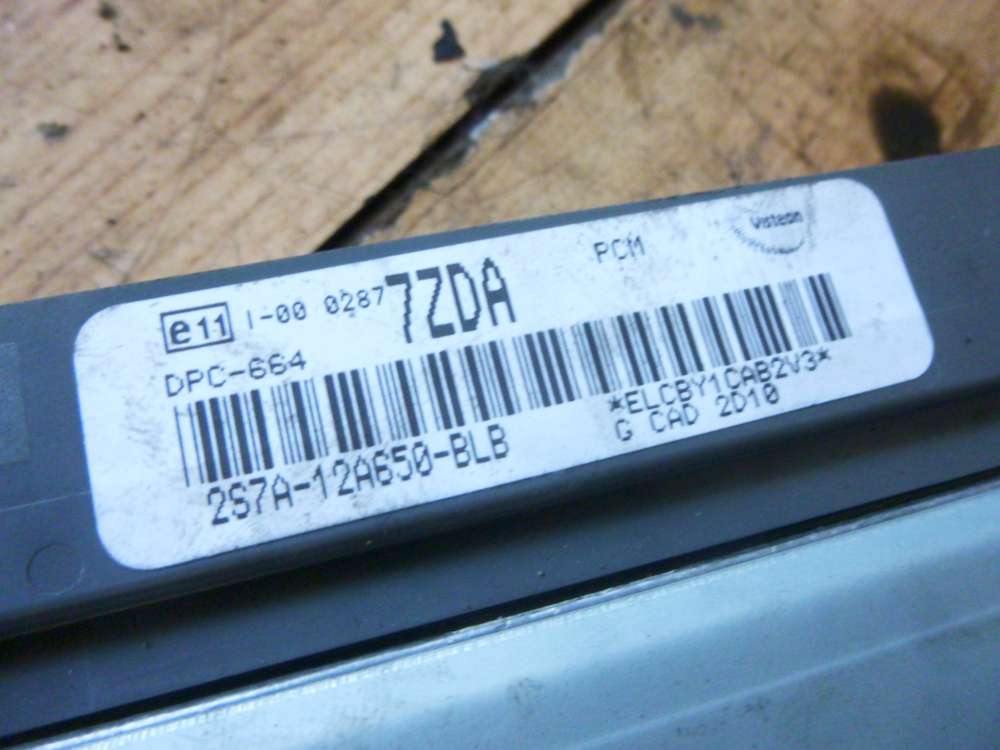 Visteon
PCM
e11 I-00 0287 7ZDA
DPC-664
*ELCBY1CAB2V3*
2S7A-12A650-BLB
G CAD 2D10